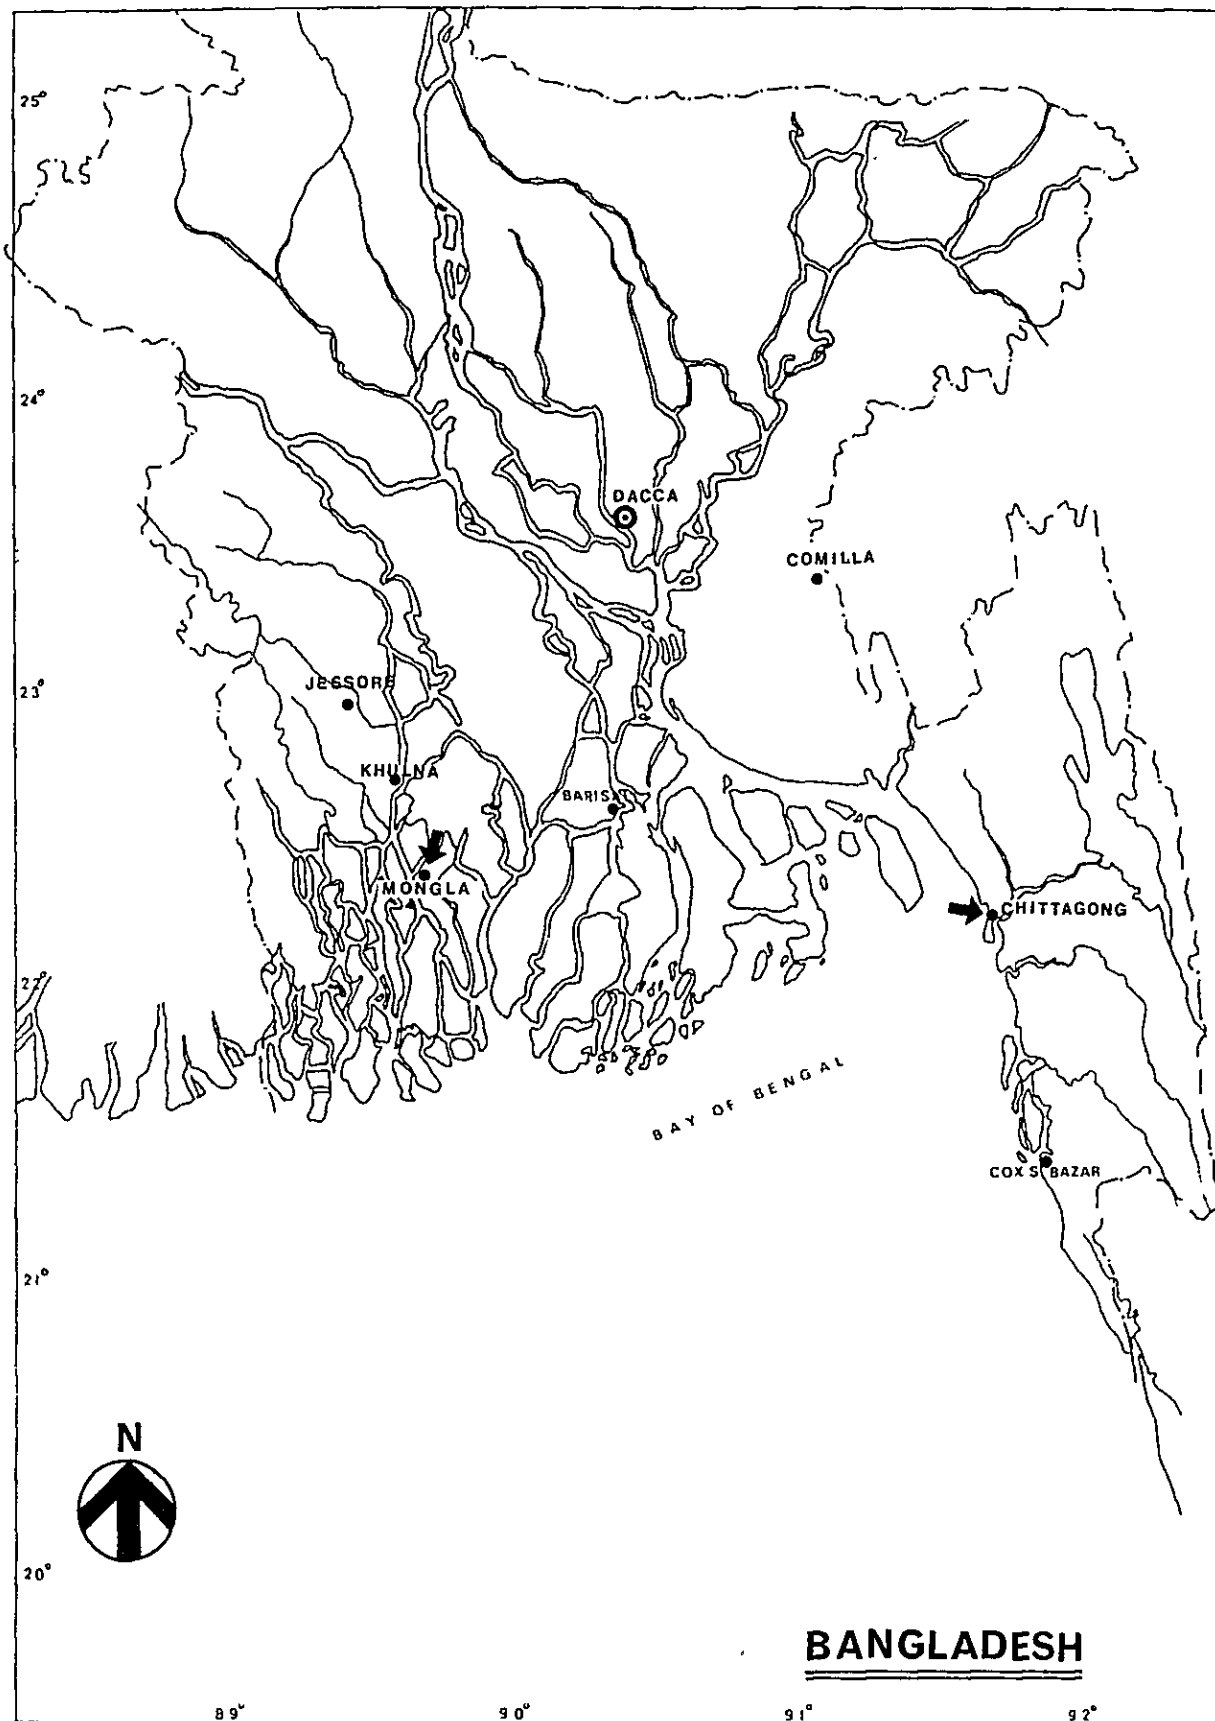 25°
24°
DACCA
COMILLA
23°
JESSORE
KHULNA
BARISAL
MONGLA
CHITTAGONG
22°
BAY OF BENGAL
COX'S BAZAR
21°
N
20°
BANGLADESH
89° 90° 91° 92°